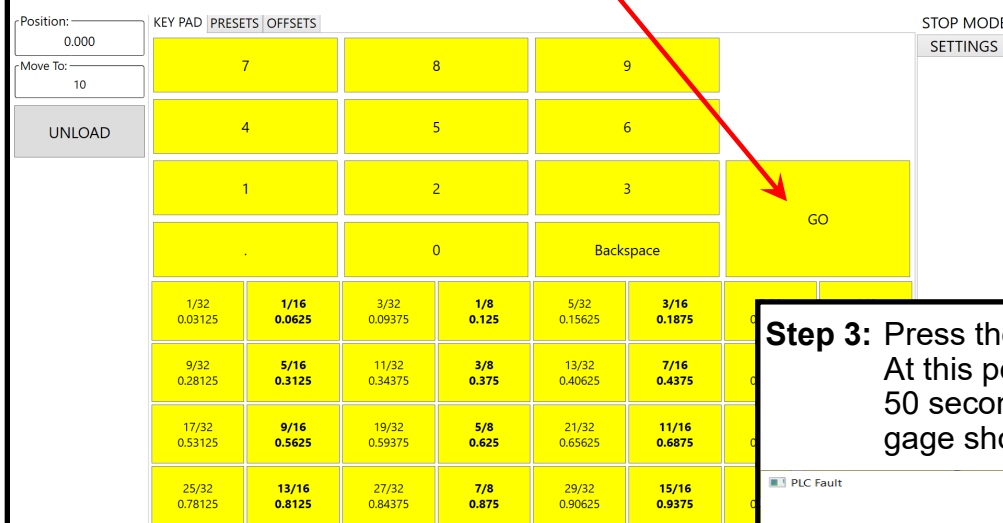 Position:
0.000
Move To:
10
UNLOAD
KEY PAD PRESETS OFFSETS
STOP MODE
SETTINGS
7 8 9
4 5 6
1 2 3
GO
. 0 Backspace
1/32 1/16 3/32 1/8 5/32 3/16
0.03125 0.0625 0.09375 0.125 0.15625 0.1875
9/32 5/16 11/32 3/8 13/32 7/16
0.28125 0.3125 0.34375 0.375 0.40625 0.4375
17/32 9/16 19/32 5/8 21/32 11/16
0.53125 0.5625 0.59375 0.625 0.65625 0.6875
25/32 13/16 27/32 7/8 29/32 15/16
0.78125 0.8125 0.84375 0.875 0.90625 0.9375
Step 3: Press the
At this
50
gage
PLC Fault